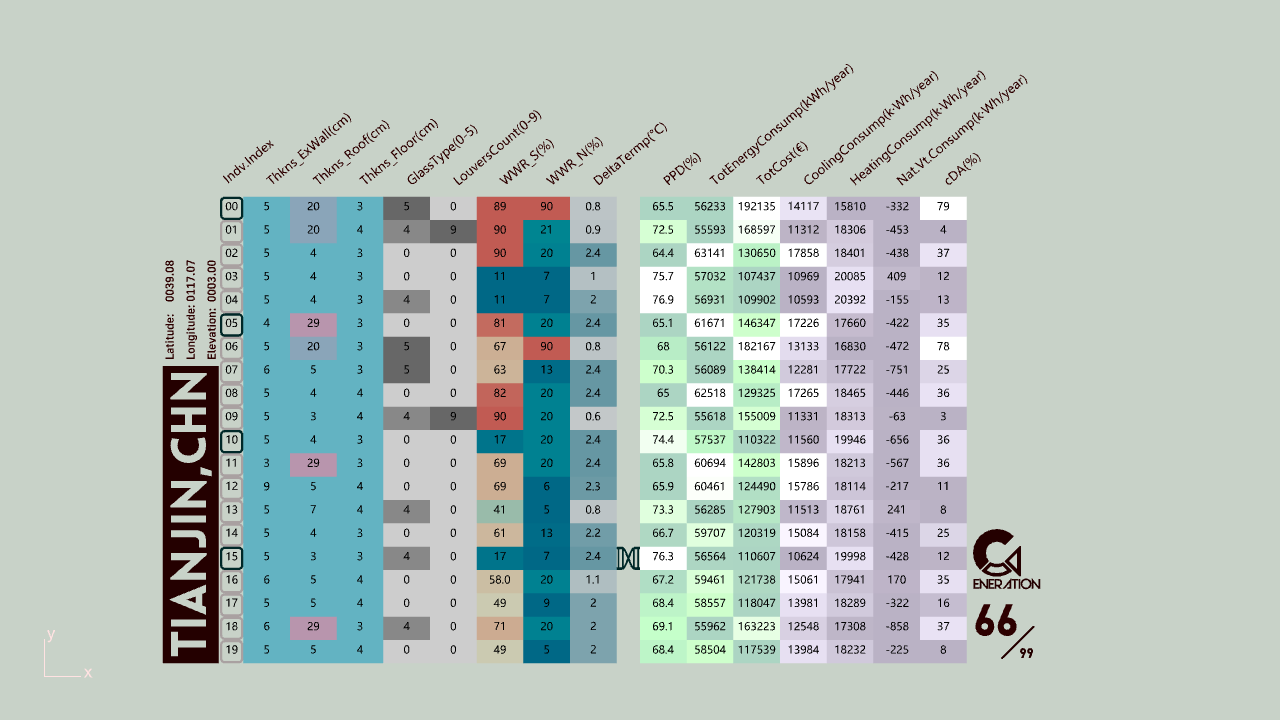 Indv.Index Thkns_ExWall(cm) Thkns_Roof(cm) Thkns_Floor(cm) GlassType(0-5) LouversCount(0-9) WWR_S(%) WWR_N(%) DeltaTermp(°C) PPD(%) TotEnergyConsump(kWh/year) TotCost(€) CoolingConsump(k·Wh/year) HeatingConsump(k·Wh/year) Nat.Vt.Consump(k·Wh/year) cDA(%)
00 5 20 3 5 0 89 90 0.8 65.5 56233 192135 14117 15810 -332 79
01 5 20 4 4 9 90 21 0.9 72.5 55593 168597 11312 18306 -453 4
02 5 4 3 0 0 90 20 2.4 64.4 63141 130650 17858 18401 -438 37
03 5 4 3 0 0 11 7 1 75.7 57032 107437 10969 20085 409 12
04 5 4 3 4 0 11 7 2 76.9 56931 109902 10593 20392 -155 13
05 4 29 3 0 0 81 20 2.4 65.1 61671 146347 17226 17660 -422 35
06 5 20 3 5 0 67 90 0.8 68 56122 182167 13133 16830 -472 78
07 6 5 3 5 0 63 13 2.4 70.3 56089 138414 12281 17722 -751 25
08 5 4 4 0 0 82 20 2.4 65 62518 129325 17265 18465 -446 36
09 5 3 4 4 9 90 20 0.6 72.5 55618 155009 11331 18313 -63 3
10 5 4 3 0 0 17 20 2.4 74.4 57537 110322 11560 19946 -656 36
11 3 29 3 0 0 69 20 2.4 65.8 60694 142803 15896 18213 -567 36
12 9 5 4 0 0 69 6 2.3 65.9 60461 124490 15786 18114 -217 11
13 5 7 4 4 0 41 5 0.8 73.3 56285 127903 11513 18761 241 8
14 5 4 3 0 0 61 13 2.2 66.7 59707 120319 15084 18158 -415 25
15 5 3 3 4 0 17 7 2.4 76.3 56564 110607 10624 19998 -428 12
16 6 5 4 0 0 58.0 20 1.1 67.2 59461 121738 15061 17941 170 35
17 5 5 4 0 0 49 9 2 68.4 58557 118047 13981 18289 -322 16
18 6 29 3 4 0 71 20 2 69.1 55962 163223 12548 17308 -858 37
19 5 5 4 0 0 49 5 2 68.4 58504 117539 13984 18232 -225 8
Latitude: 0039.08
Longitude: 0117.07
Elevation: 0003.00
TIANJIN,CHN
GENERATION
66/99
y
x